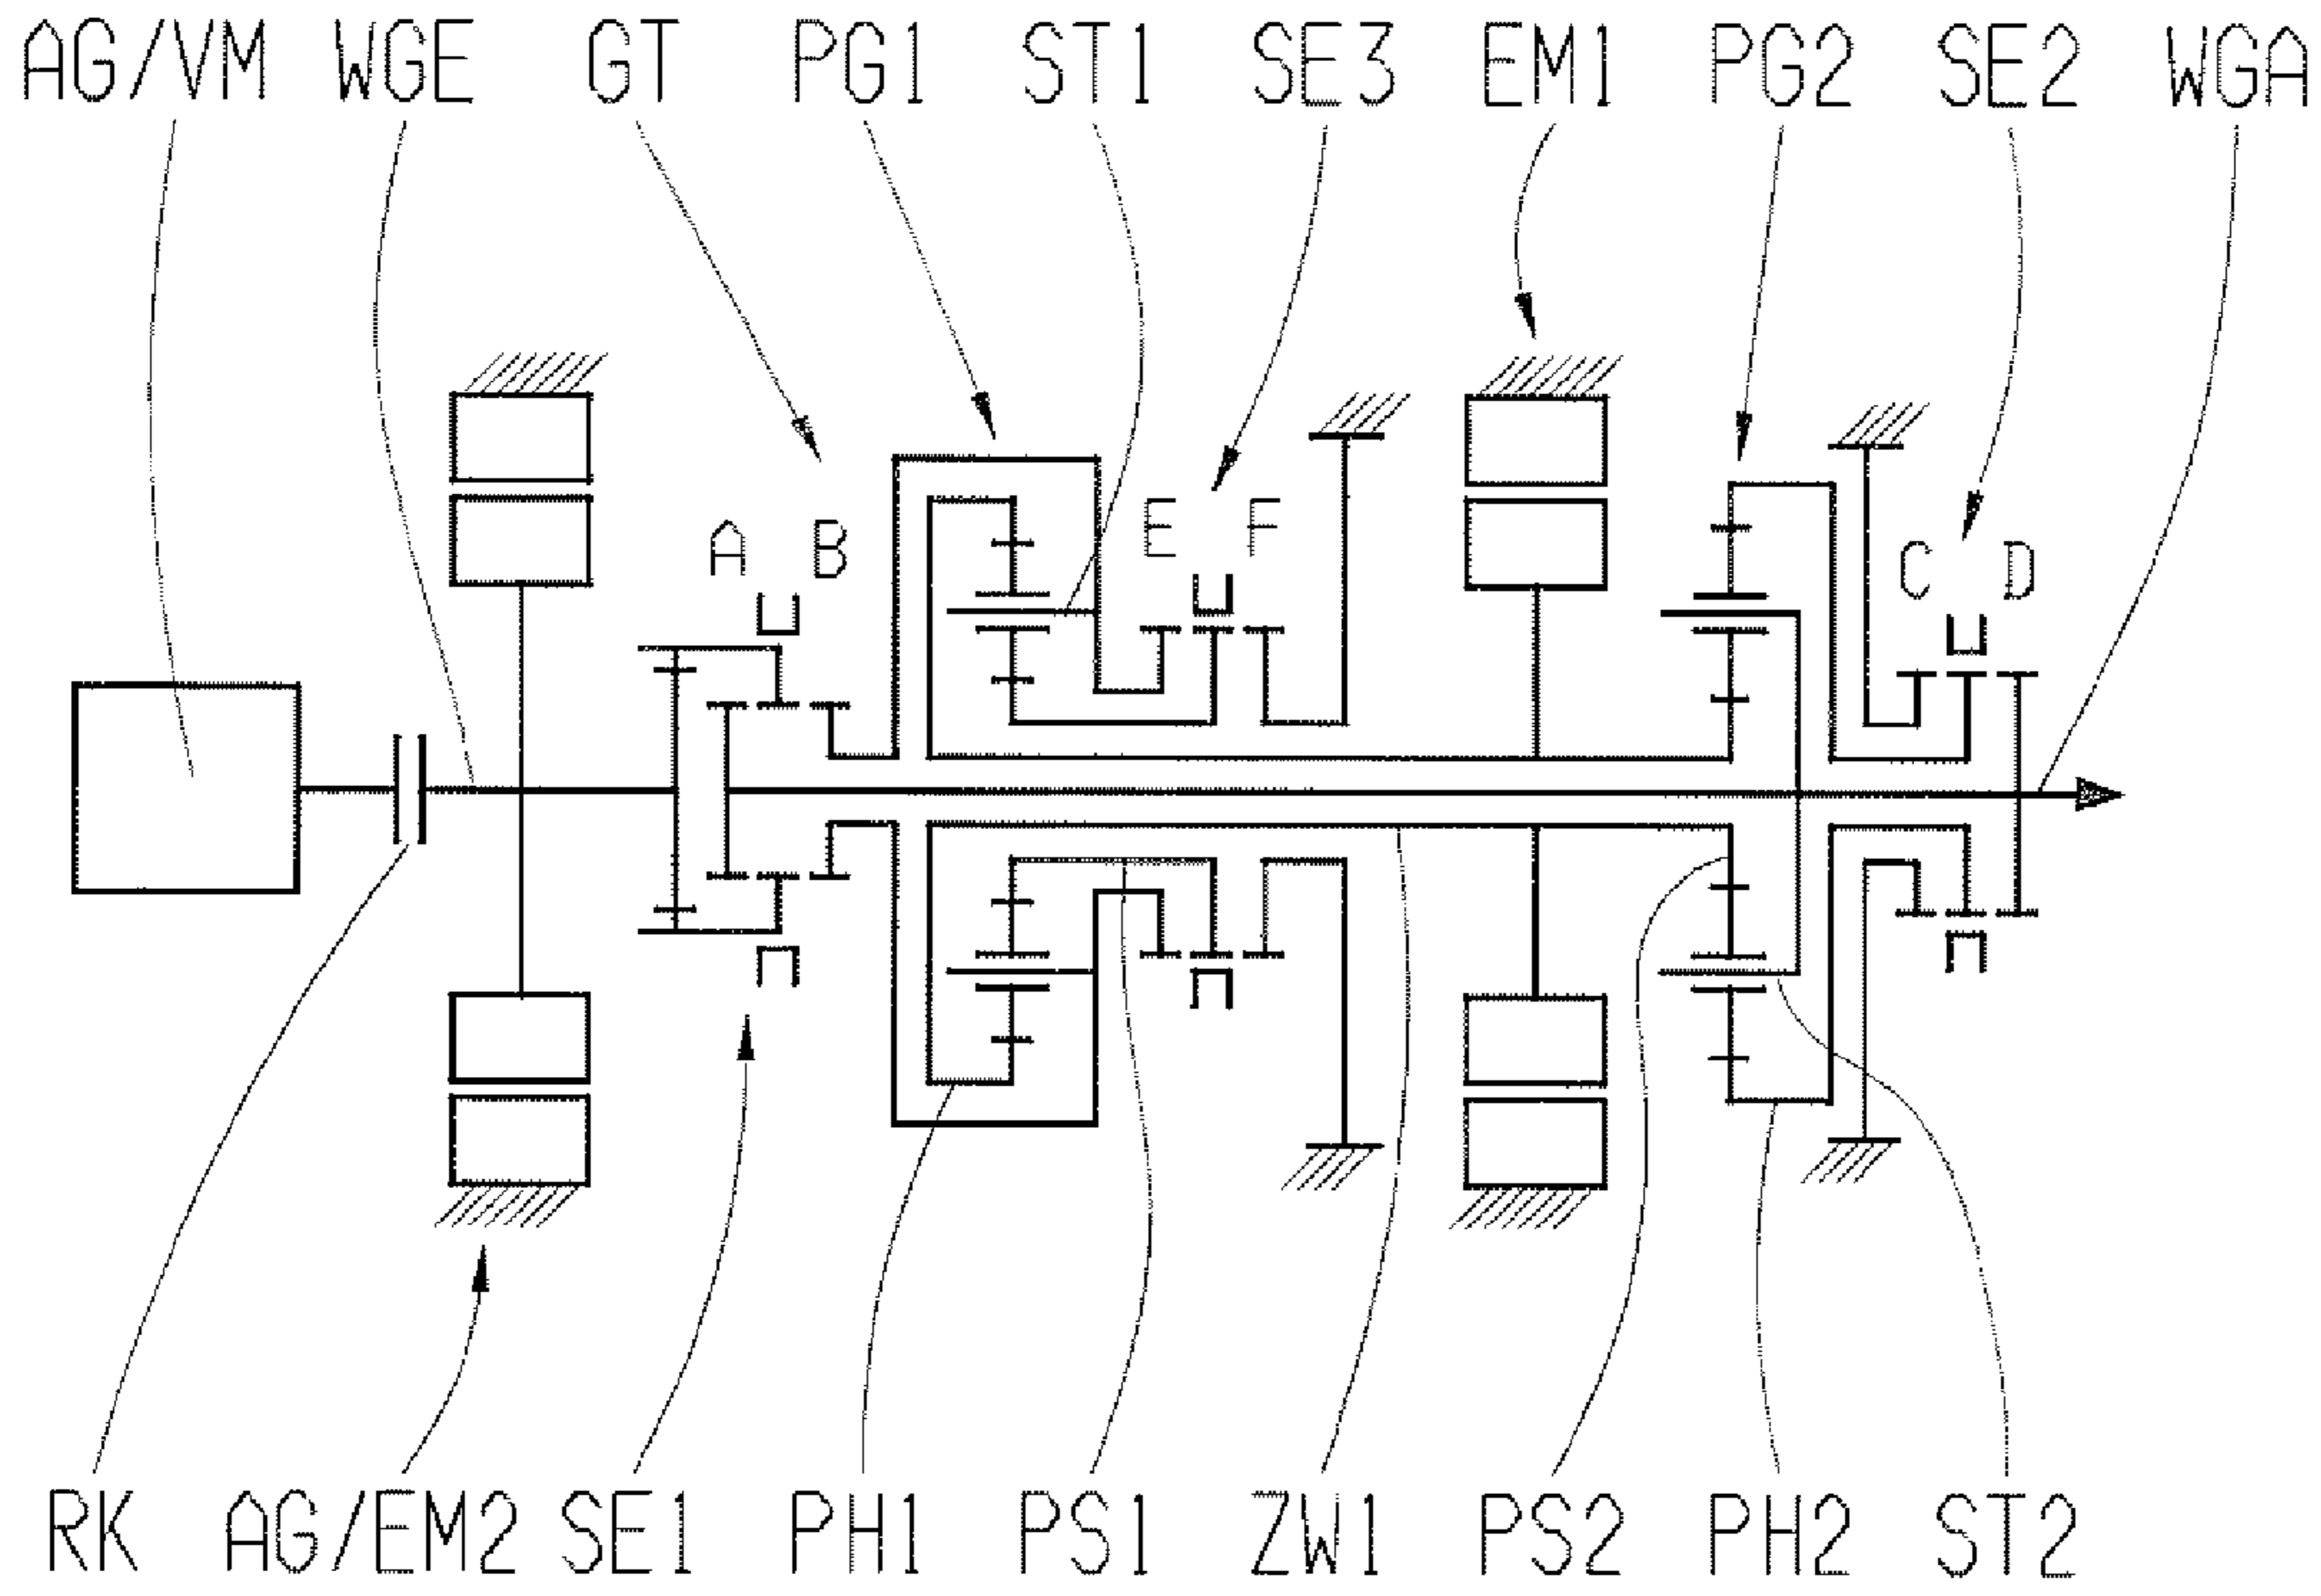 AG/VM WGE GT PG1 ST1 SE3 EM1 PG2 SE2 WGA
A B E F C D
RK AG/EM2 SE1 PH1 PS1 ZW1 PS2 PH2 ST2